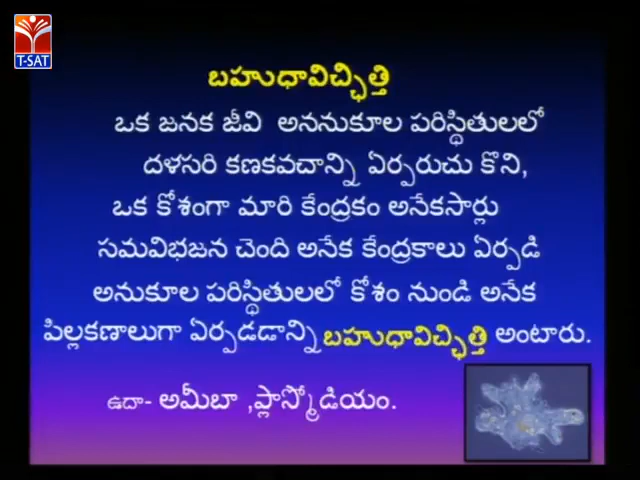 T-SAT
బహుధావిచ్ఛిత్తి
ఒక జనక జీవి అననుకూల పరిస్థితులలో
దళసరి కణకవచాన్ని ఏర్పరుచు కొని,
ఒక కోశంగా మారి కేంద్రకం అనేకసార్లు
సమవిభజన చెంది అనేక కేంద్రకాలు ఏర్పడి
అనుకూల పరిస్థితులలో కోశం నుండి అనేక
పిల్లకణాలుగా ఏర్పడడాన్ని బహుధావిచ్ఛిత్తి అంటారు.
ఉదా- అమీబా ,ప్లాస్మోడియం.